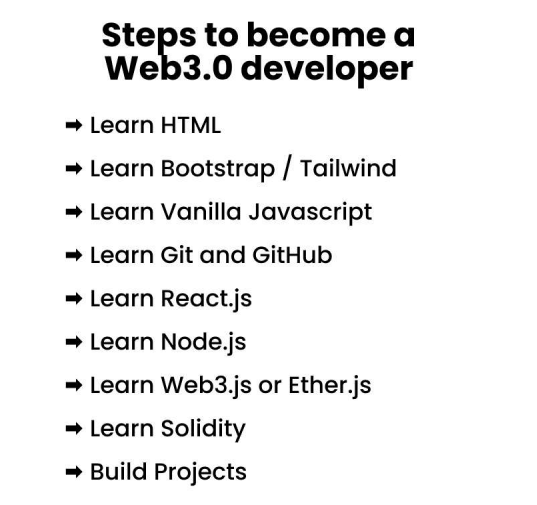 Steps to become a
Web3.0 developer
➡ Learn HTML
➡ Learn Bootstrap / Tailwind
➡ Learn Vanilla Javascript
➡ Learn Git and GitHub
➡ Learn React.js
➡ Learn Node.js
➡ Learn Web3.js or Ether.js
➡ Learn Solidity
➡ Build Projects